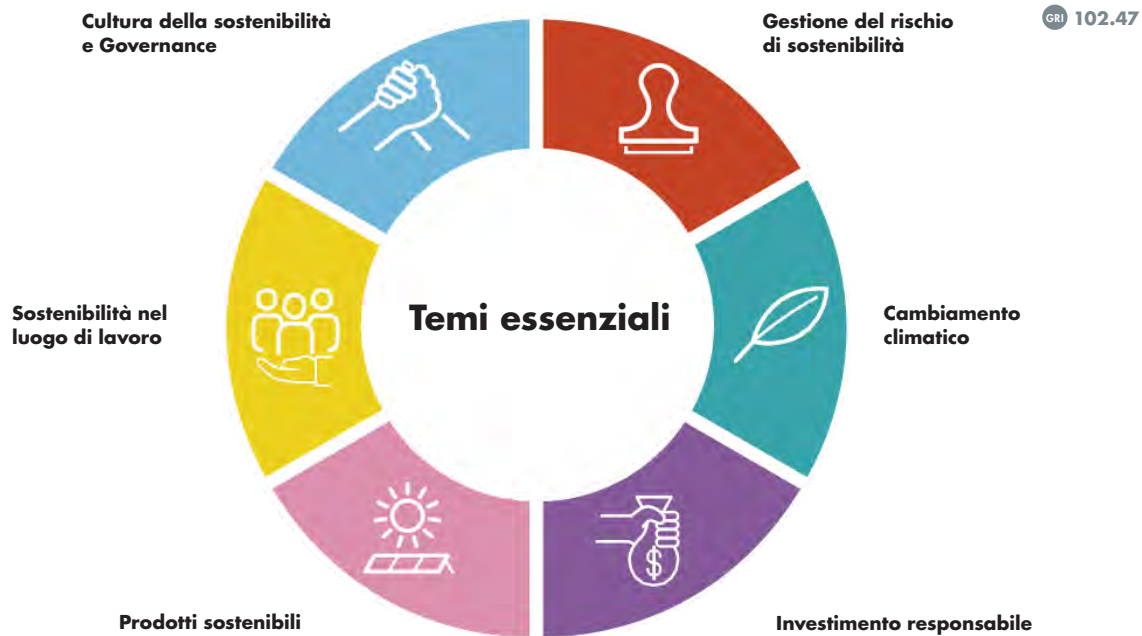 Cultura della sostenibilità
e Governance
Gestione del rischio
di sostenibilità
GRI 102.47
Sostenibilità nel
luogo di lavoro
Temi essenziali
Cambiamento
climatico
$
Prodotti sostenibili
Investimento responsabile